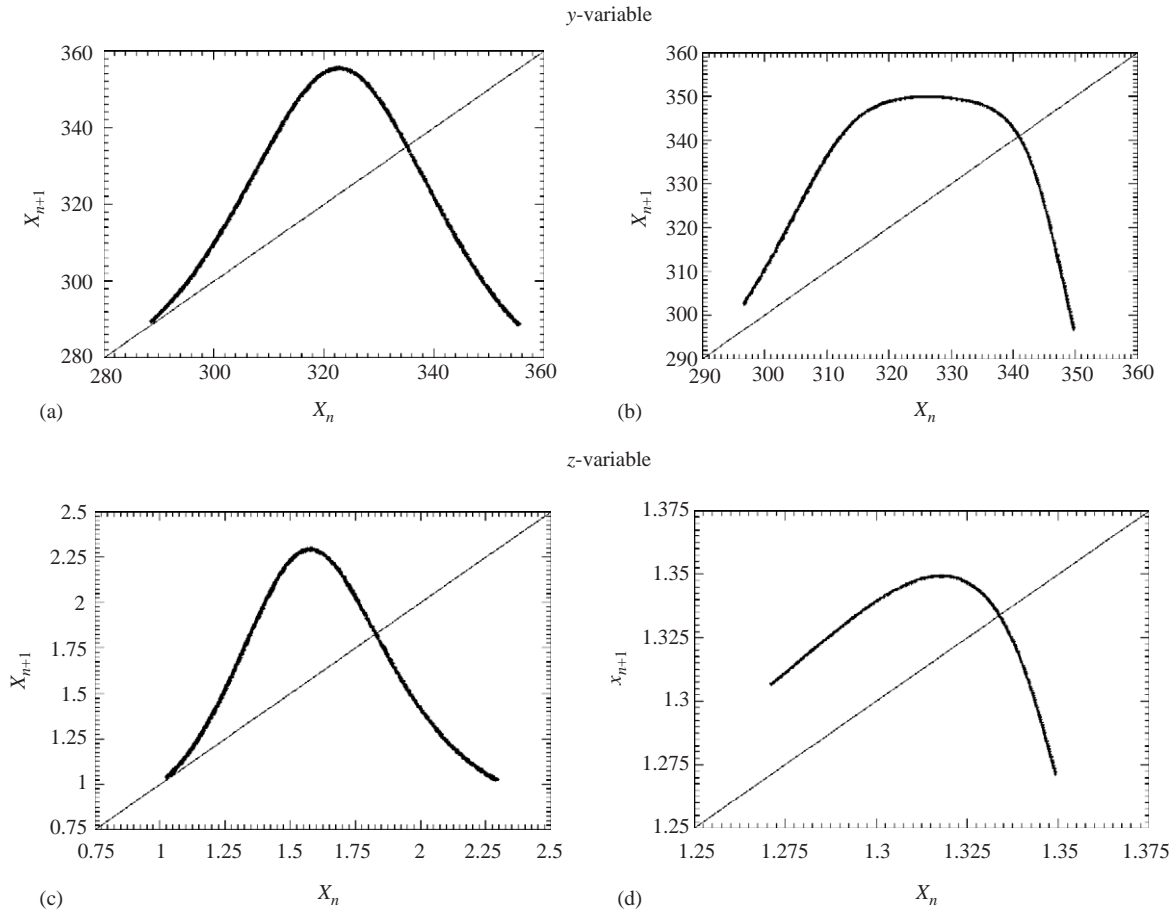 y-variable
360
340
320
300
280
280 300 320 340 360
X_{n+1}
X_n
(a)
360
350
340
330
320
310
300
290
290 300 310 320 330 340 350 360
X_{n+1}
X_n
(b)
z-variable
2.5
2.25
2
1.75
1.5
1.25
1
0.75
0.75 1 1.25 1.5 1.75 2 2.25 2.5
X_{n+1}
X_n
(c)
1.375
1.35
1.325
1.3
1.275
1.25
1.25 1.275 1.3 1.325 1.35 1.375
x_{n+1}
X_n
(d)